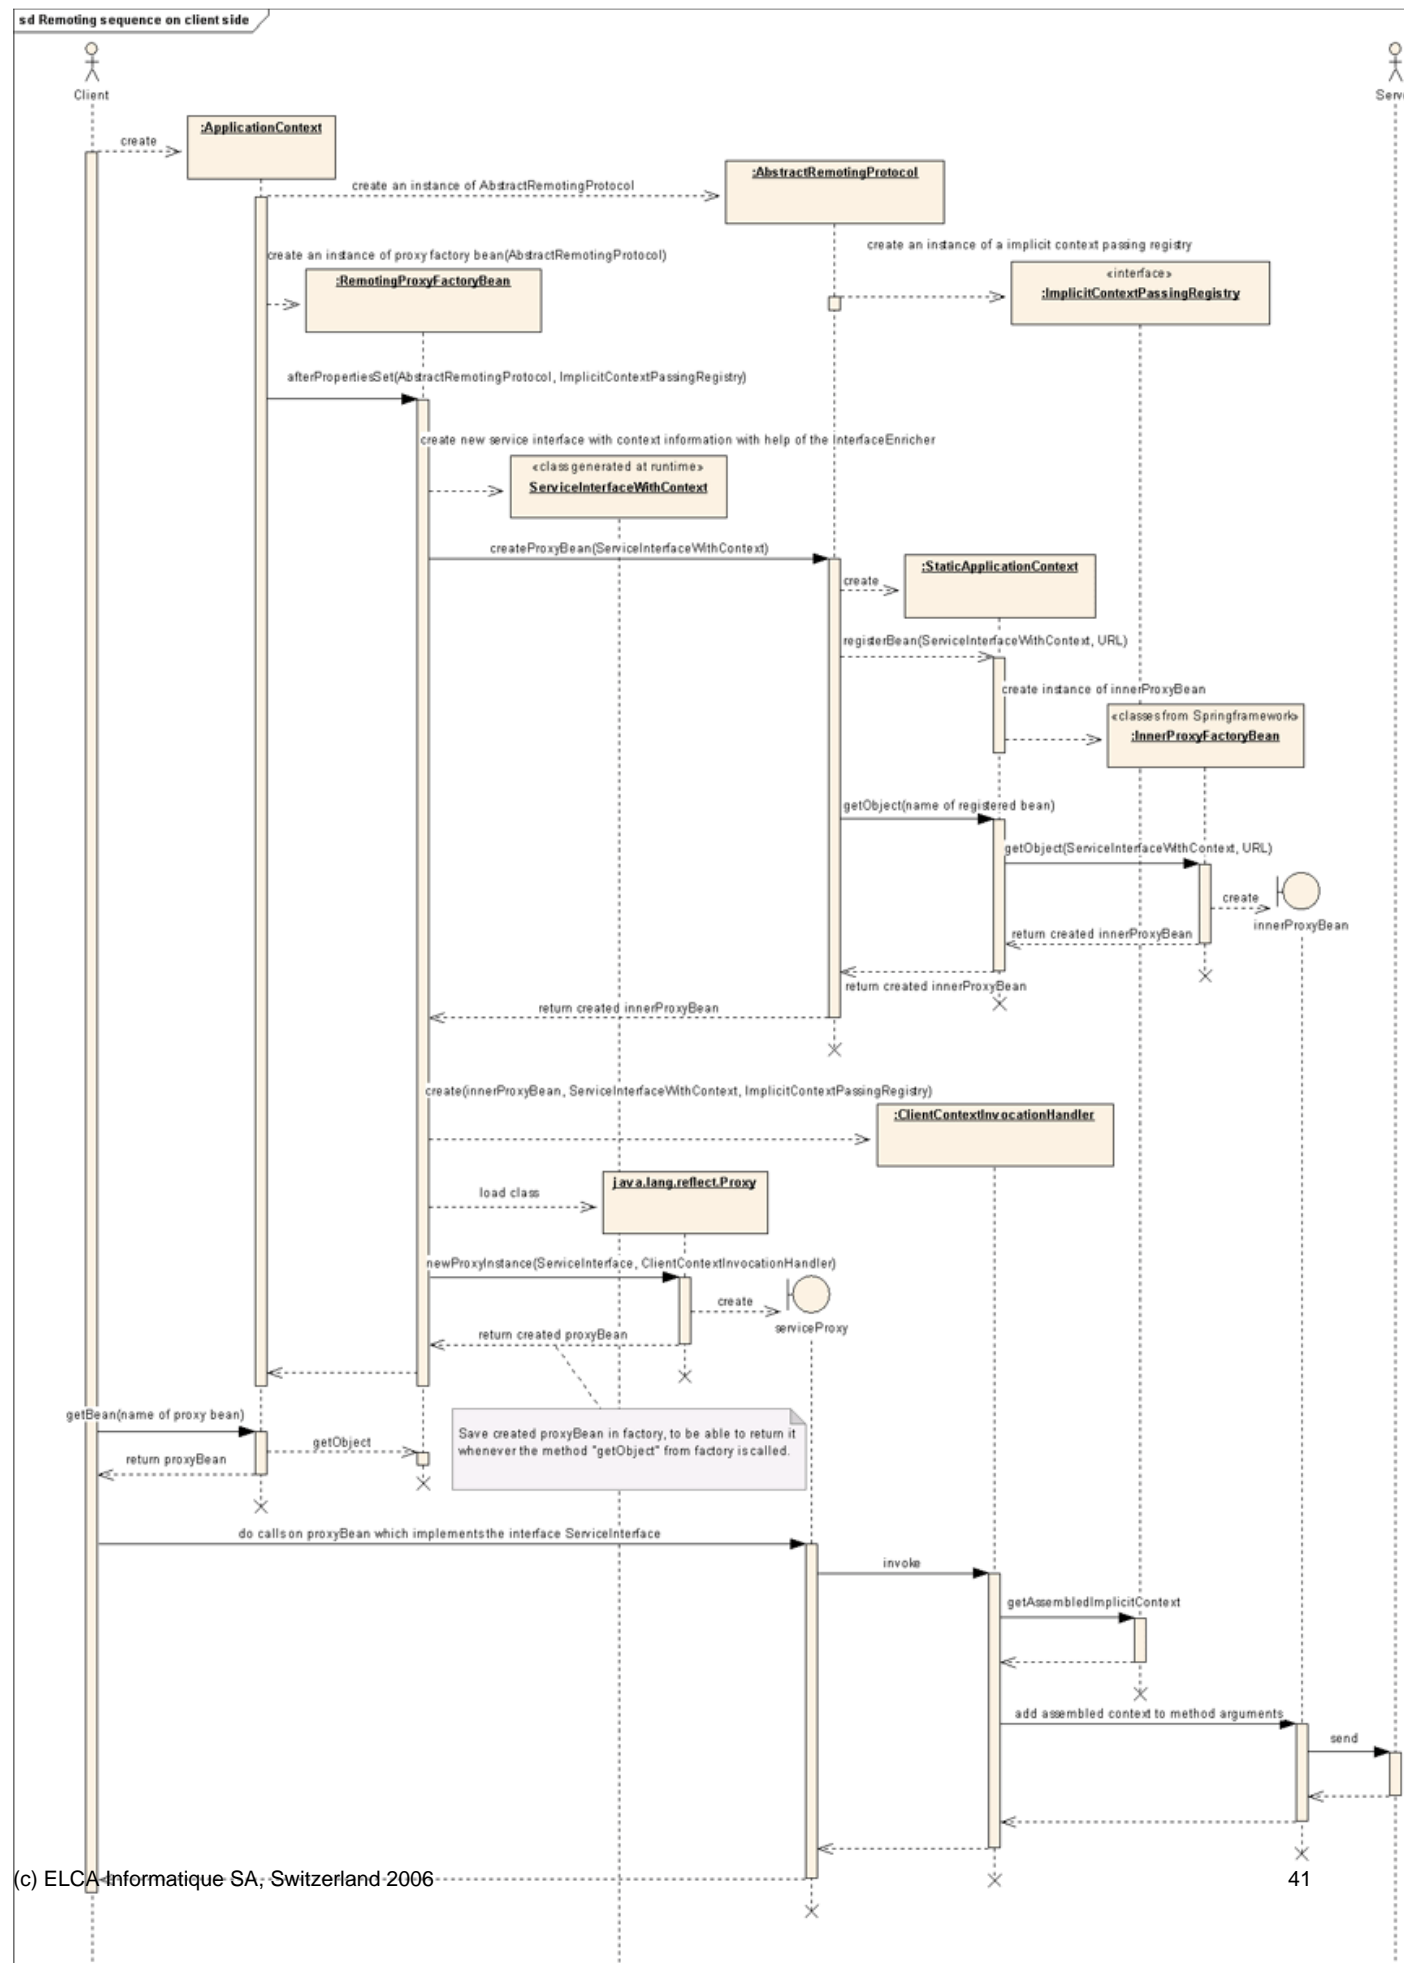 sd Remoting sequence on client side
Client
Serv
:ApplicationContext
create
:AbstractRemotingProtocol
create an instance of AbstractRemotingProtocol
create an instance of a implicit context passing registry
create an instance of proxy factory bean(AbstractRemotingProtocol)
«interface»
:RemotingProxyFactoryBean
:ImplicitContextPassingRegistry
afterPropertiesSet(AbstractRemotingProtocol, ImplicitContextPassingRegistry)
create new service interface with context information with help of the InterfaceEnricher
«class generated at runtime»
ServiceInterfaceWithContext
createProxyBean(ServiceInterfaceWithContext)
:StaticApplicationContext
create
registerBean(ServiceInterfaceWithContext, URL)
create instance of innerProxyBean
«classes from Springframework»
:InnerProxyFactoryBean
getObject(name of registered bean)
getObject(ServiceInterfaceWithContext, URL)
create
innerProxyBean
return created innerProxyBean
return created innerProxyBean
return created innerProxyBean
create(innerProxyBean, ServiceInterfaceWithContext, ImplicitContextPassingRegistry)
:ClientContextInvocationHandler
java.lang.reflect.Proxy
load class
newProxyInstance(ServiceInterface, ClientContextInvocationHandler)
create
serviceProxy
return created proxyBean
getBean(name of proxy bean)
Save created proxyBean in factory, to be able to return it
whenever the method "getObject" from factory is called.
getObject
return proxyBean
do calls on proxyBean which implements the interface ServiceInterface
invoke
getAssembledImplicitContext
add assembled context to method arguments
send
(c) ELCA Informatique SA, Switzerland 2006
41